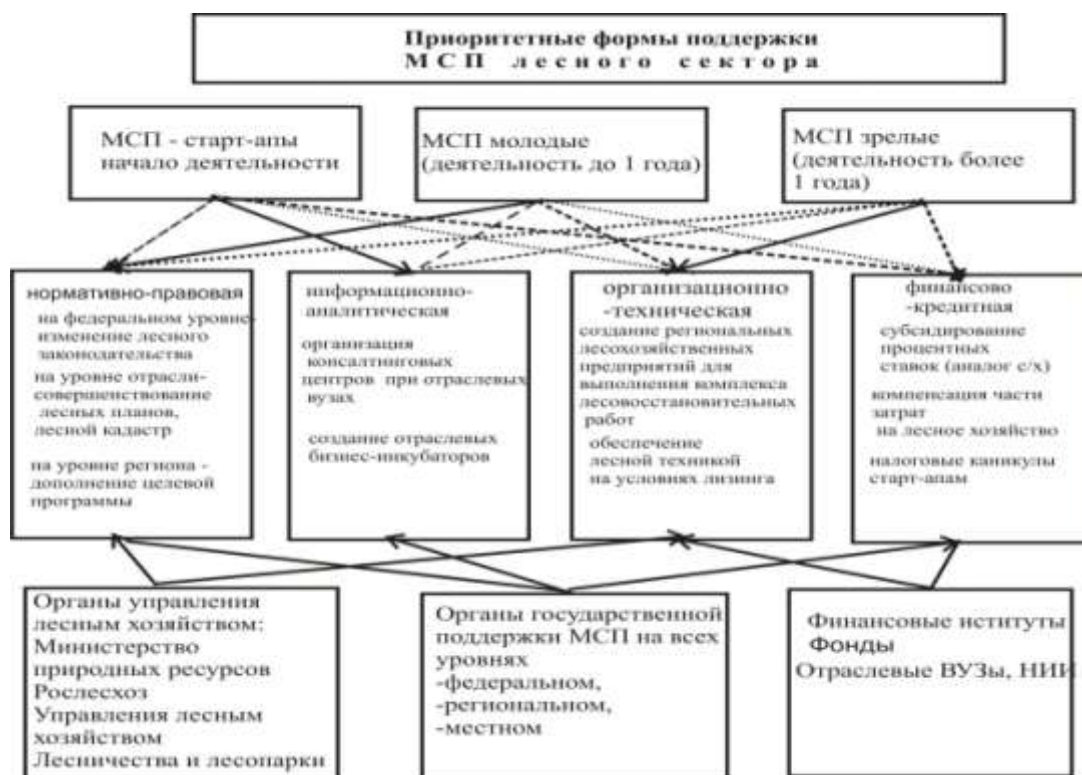 Приоритетные формы поддержки
МСП лесного сектора
МСП - старт-апы
начало деятельности
МСП молодые
(деятельность до 1 года)
МСП зрелые
(деятельность более
1 года)
нормативно-правовая
на федеральном уровне-
изменение лесного
законодательства
на уровне отрасли-
совершенствование
лесных планов,
лесной кадастр
на уровне региона -
дополнение целевой
программы
информационно-
аналитическая
организация
консалтинговых
центров при отраслевых
вузах
создание отраслевых
бизнес-инкубаторов
организационно
-техническая
создание региональных
лесохозяйственных
предприятий для
выполнения комплекса
лесовосстановительных
работ
обеспечение
лесной техникой
на условиях лизинга
финансово
-кредитная
субсидирование
процентных
ставок (аналог с/х)
компенсация части
затрат
на лесное хозяйство
налоговые каникулы
старт-апам
Органы управления
лесным хозяйством:
Министерство
природных ресурсов
Рослесхоз
Управления лесным
хозяйством
Лесничества и лесопарки
Органы государственной
поддержки МСП на всех
уровнях
-федеральном,
-региональном,
-местном
Финансовые иституты
Фонды
Отраслевые ВУЗы, НИИ